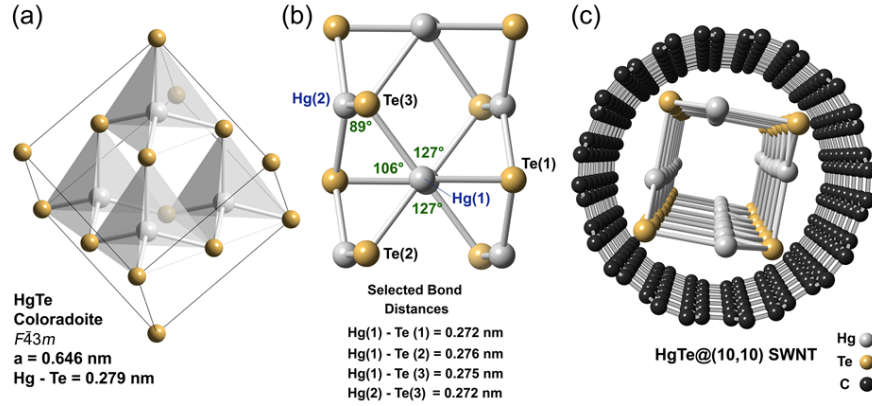 (a)
HgTe
Coloradoite
F4̄3m
a = 0.646 nm
Hg - Te = 0.279 nm
(b)
Hg(2)
Te(3)
89°
127°
106°
Te(1)
Hg(1)
127°
Te(2)
Selected Bond
Distances
Hg(1) - Te (1) = 0.272 nm
Hg(1) - Te (2) = 0.276 nm
Hg(1) - Te (3) = 0.275 nm
Hg(2) - Te(3) = 0.272 nm
(c)
HgTe@(10,10) SWNT
Hg
Te
C